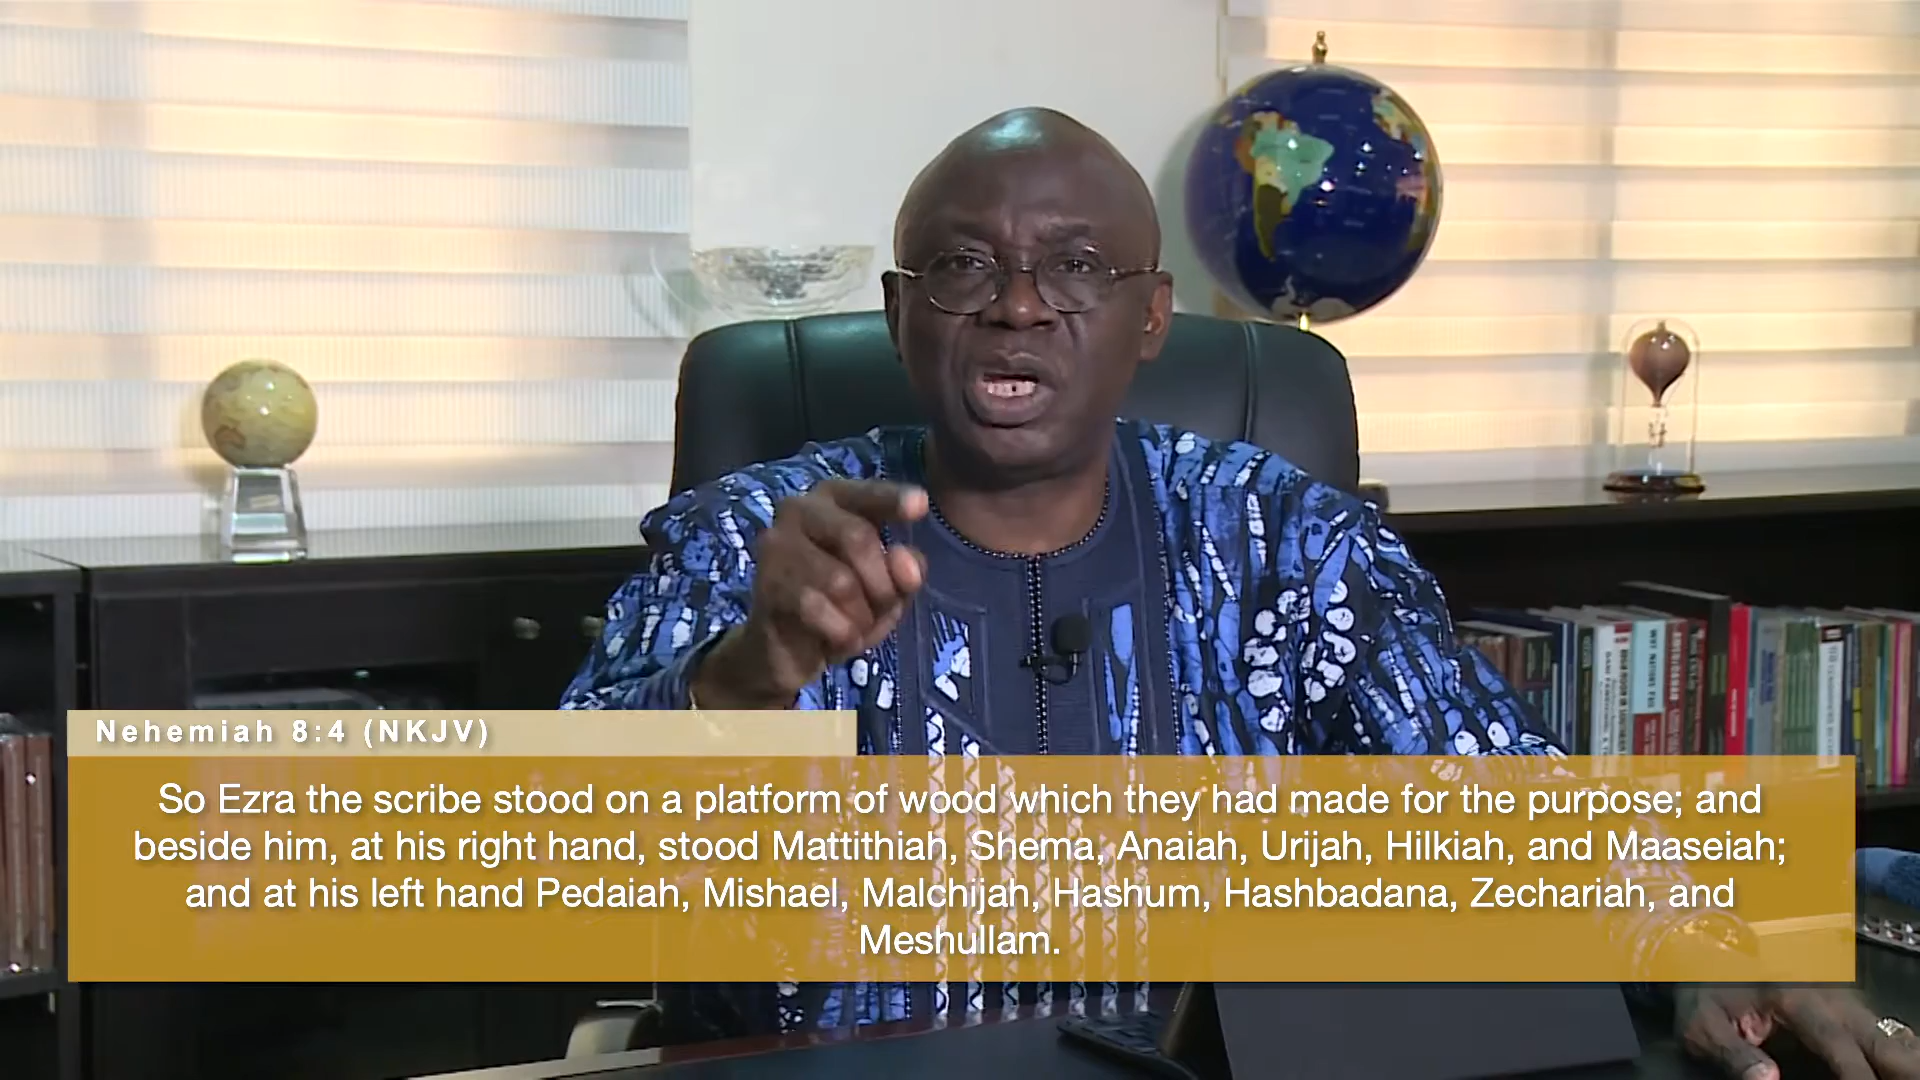 Nehemiah 8:4 (NKJV)
So Ezra the scribe stood on a platform of wood which they had made for the purpose; and
beside him, at his right hand, stood Mattithiah, Shema, Anaiah, Urijah, Hilkiah, and Maaseiah;
and at his left hand Pedaiah, Mishael, Malchijah, Hashum, Hashbadana, Zechariah, and
Meshullam.